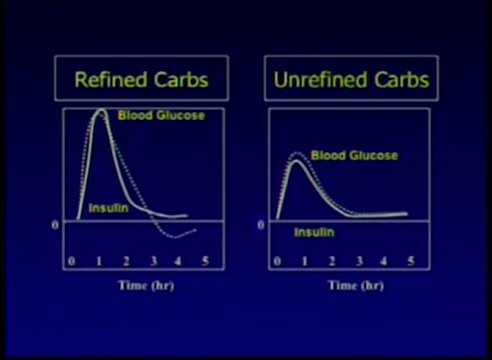 Refined Carbs
Blood Glucose
Insulin
0
0 1 2 3 4 5
Time (hr)
Unrefined Carbs
Blood Glucose
0
Insulin
0 1 2 3 4 5
Time (hr)